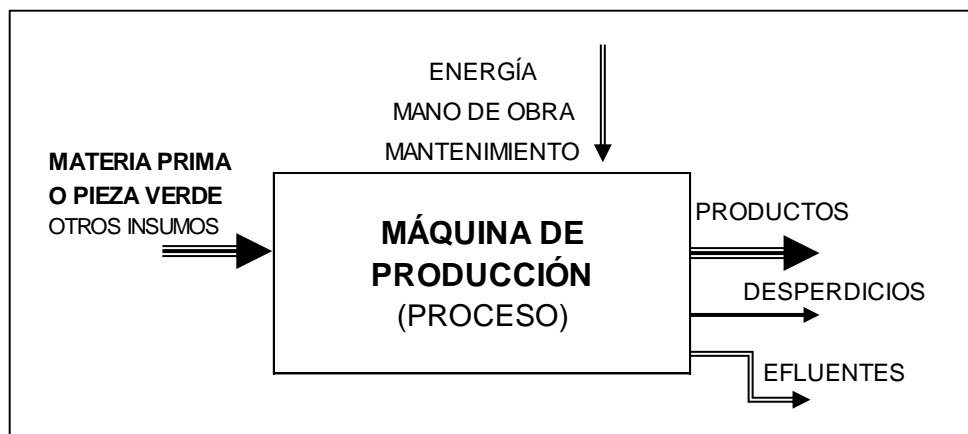 ENERGÍA
MANO DE OBRA
MANTENIMIENTO
MATERIA PRIMA
O PIEZA VERDE
OTROS INSUMOS
MÁQUINA DE
PRODUCCIÓN
(PROCESO)
PRODUCTOS
DESPERDICIOS
EFLUENTES